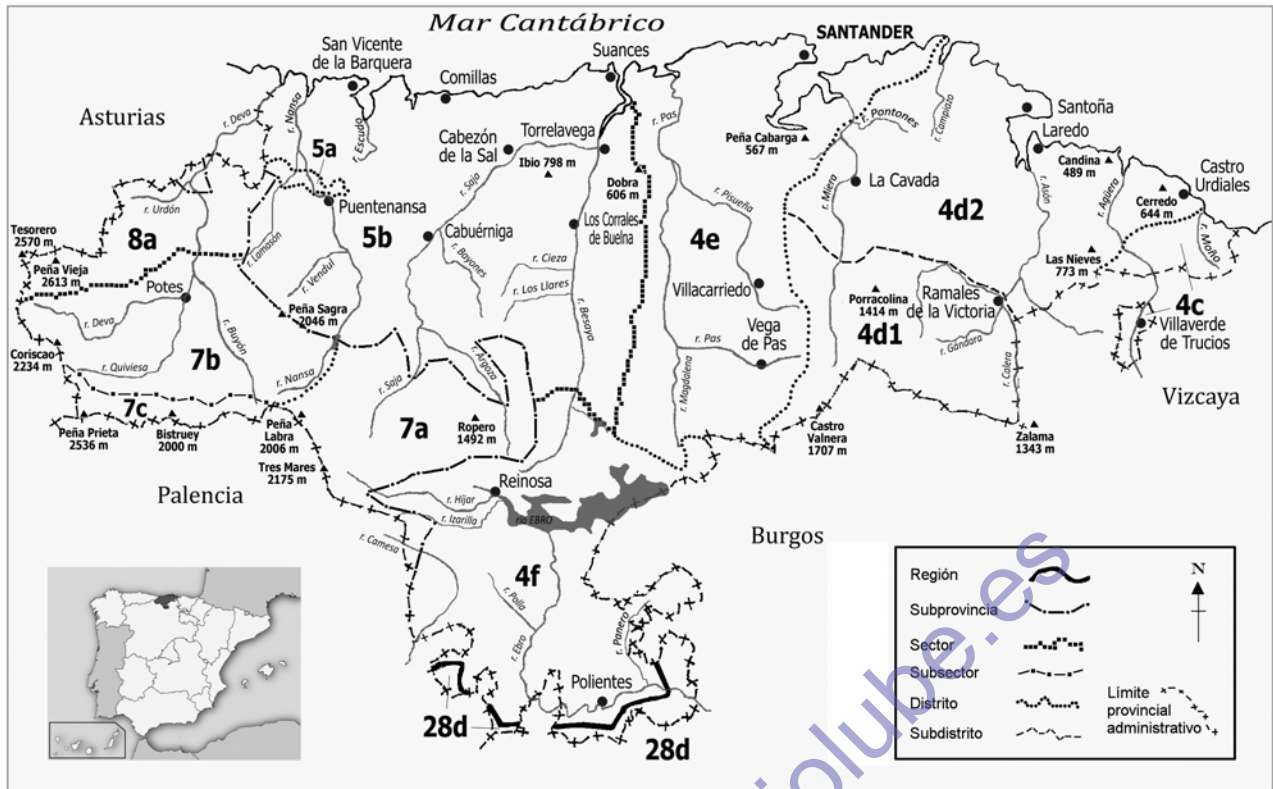 Mar Cantábrico
SANTANDER
San Vicente
de la Barquera
Suances
Comillas
Asturias
r. Deva
r. Nansa
r. Escudo
5a
Cabezón
de la Sal
Torrelavega
Ibio 798 m
r. Saja
r. Pas
Peña Cabarga
567 m
r. Pontones
r. Campiazo
Santoña
Laredo
Candina
489 m
Castro
Urdiales
Cerredo
644 m
r. Agüera
r. Asón
r. Mioño
Dobra
606 m
r. Pisueña
r. Miera
La Cavada
4d2
r. Urdón
8a
Puentenansa
5b
Cabuérniga
Los Corrales
de Buelna
4e
Tesorero
2570 m
Peña Vieja
2613 m
r. Lamasón
r. Vendul
r. Bayones
r. Cieza
r. Los Llares
Las Nieves
773 m
4c
Potes
r. Deva
Peña Sagra
2046 m
Villacarriedo
Porracolina
1414 m
4d1
Ramales
de la Victoria
r. Gándara
Villaverde
de Trucios
Coriscao
2234 m
r. Quiviesa
7b
r. Buyón
r. Nansa
r. Saja
r. Argoza
r. Besaya
Vega
de Pas
r. Pas
r. Magdalena
r. Calera
Vizcaya
7c
Peña Prieta
2536 m
Bistruey
2000 m
Peña
Labra
2006 m
Tres Mares
2175 m
7a
Ropero
1492 m
Castro
Valnera
1707 m
Zalama
1343 m
Palencia
Reinosa
r. Híjar
r. Izarilla
río EBRO
r. Camesa
Burgos
4f
r. Polla
r. Ebro
r. Panero
Polientes
28d
28d
Región
Subprovincia
Sector
Subsector
Distrito
Subdistrito
Límite
provincial
administrativo
N
jolube.es